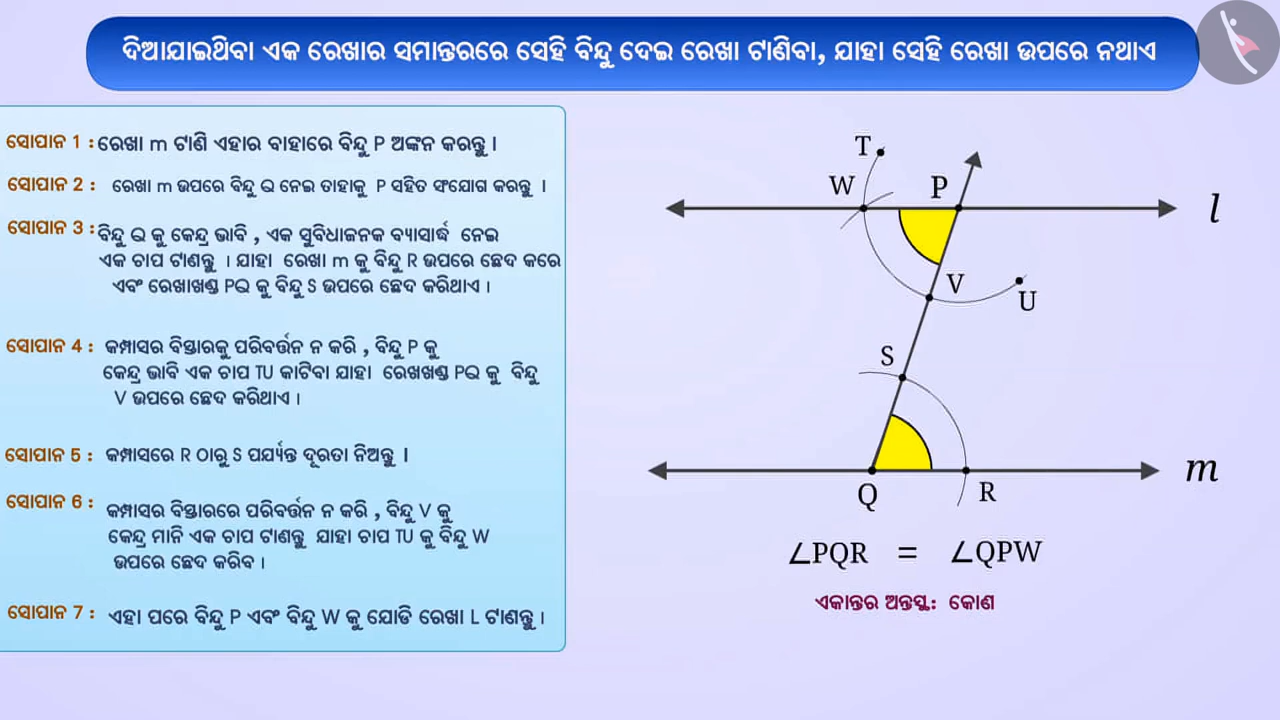 ଦିଆଯାଇଥିବା ଏକ ରେଖାର ସମାନ୍ତରରେ ସେହି ବିନ୍ଦୁ ଦେଇ ରେଖା ଟାଣିବା, ଯାହା ସେହି ରେଖା ଉପରେ ନଥାଏ
ସୋପାନ 1 : ରେଖା m ଟାଣି ଏହାର ବାହାରେ ବିନ୍ଦୁ P ଅଙ୍କନ କରନ୍ତୁ ।
ସୋପାନ 2 : ରେଖା m ଉପରେ ବିନ୍ଦୁ ଭ ନେଇ ତାହାକୁ P ସହିତ ସଂଯୋଗ କରନ୍ତୁ ।
ସୋପାନ 3 : ବିନ୍ଦୁ ଭ କୁ କେନ୍ଦ୍ର ଭାବି , ଏକ ସୁବିଧାଜନକ ବ୍ୟାସାର୍ଦ୍ଧ ନେଇ
ଏକ ଚାପ ଟାଣନ୍ତୁ । ଯାହା ରେଖା m କୁ ବିନ୍ଦୁ R ଉପରେ ଛେଦ କରେ
ଏବଂ ରେଖାଖଣ୍ଡ Pଭ କୁ ବିନ୍ଦୁ S ଉପରେ ଛେଦ କରିଥାଏ ।
ସୋପାନ 4 : କମ୍ପାସର ବିସ୍ତାରକୁ ପରିବର୍ତ୍ତନ ନ କରି , ବିନ୍ଦୁ P କୁ
କେନ୍ଦ୍ର ଭାବି ଏକ ଚାପ TU କାଟିବା ଯାହା ରେଖଖଣ୍ଡ Pଭ କୁ ବିନ୍ଦୁ
V ଉପରେ ଛେଦ କରିଥାଏ ।
ସୋପାନ 5 : କମ୍ପାସରେ R ଠାରୁ S ପର୍ଯ୍ୟନ୍ତ ଦୂରତା ନିଅନ୍ତୁ ।
ସୋପାନ 6 : କମ୍ପାସର ବିସ୍ତାରରେ ପରିବର୍ତ୍ତନ ନ କରି , ବିନ୍ଦୁ V କୁ
କେନ୍ଦ୍ର ମାନି ଏକ ଚାପ ଟାଣନ୍ତୁ ଯାହା ଚାପ TU କୁ ବିନ୍ଦୁ W
ଉପରେ ଛେଦ କରିବ ।
ସୋପାନ 7 : ଏହା ପରେ ବିନ୍ଦୁ P ଏବଂ ବିନ୍ଦୁ W କୁ ଯୋଡି ରେଖା L ଟାଣନ୍ତୁ ।
T
W
P
l
V
U
S
m
Q
R
∠PQR = ∠QPW
ଏକାନ୍ତର ଅନ୍ତସ୍ଥ: କୋଣ